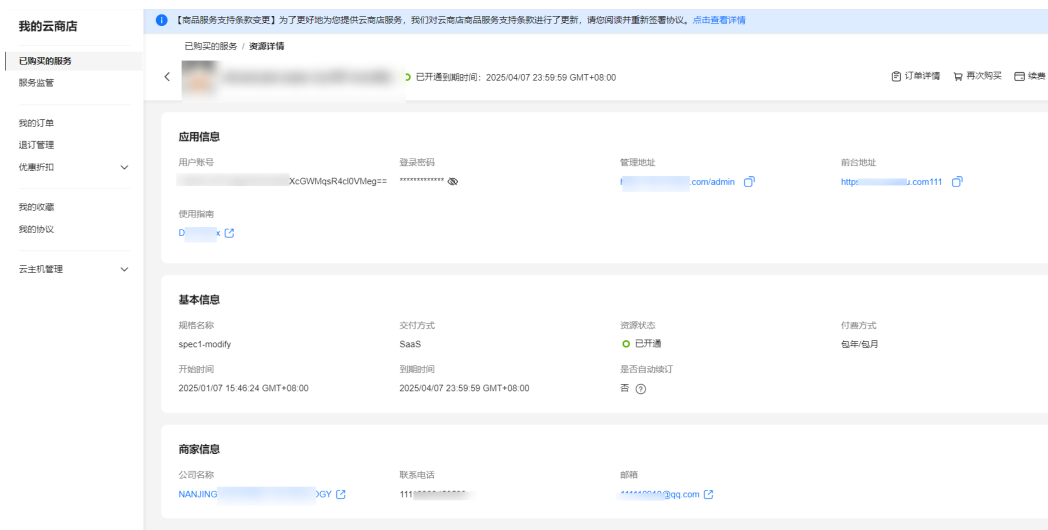 我的云商店
【商品服务支持条款变更】为了更好地为您提供云商店服务，我们对云商店商品服务支持条款进行了更新，请您阅读并重新签署协议。点击查看详情
已购买的服务
服务监管
我的订单
退订管理
优惠折扣
我的收藏
我的协议
云主机管理
已购买的服务 / 资源详情
已开通到期时间：2025/04/07 23:59:59 GMT+08:00
订单详情 再次购买 续费
应用信息
用户账号 登录密码 管理地址 前台地址
XcGWMqsR4cl0VMeg== ************* .com/admin http .com111
使用指南
D x
基本信息
规格名称 交付方式 资源状态 付费方式
spec1-modify SaaS 已开通 包年/包月
开始时间 到期时间 是否自动续订
2025/01/07 15:46:24 GMT+08:00 2025/04/07 23:59:59 GMT+08:00 否
商家信息
公司名称 联系电话 邮箱
NANJING GY 111 @qq.com